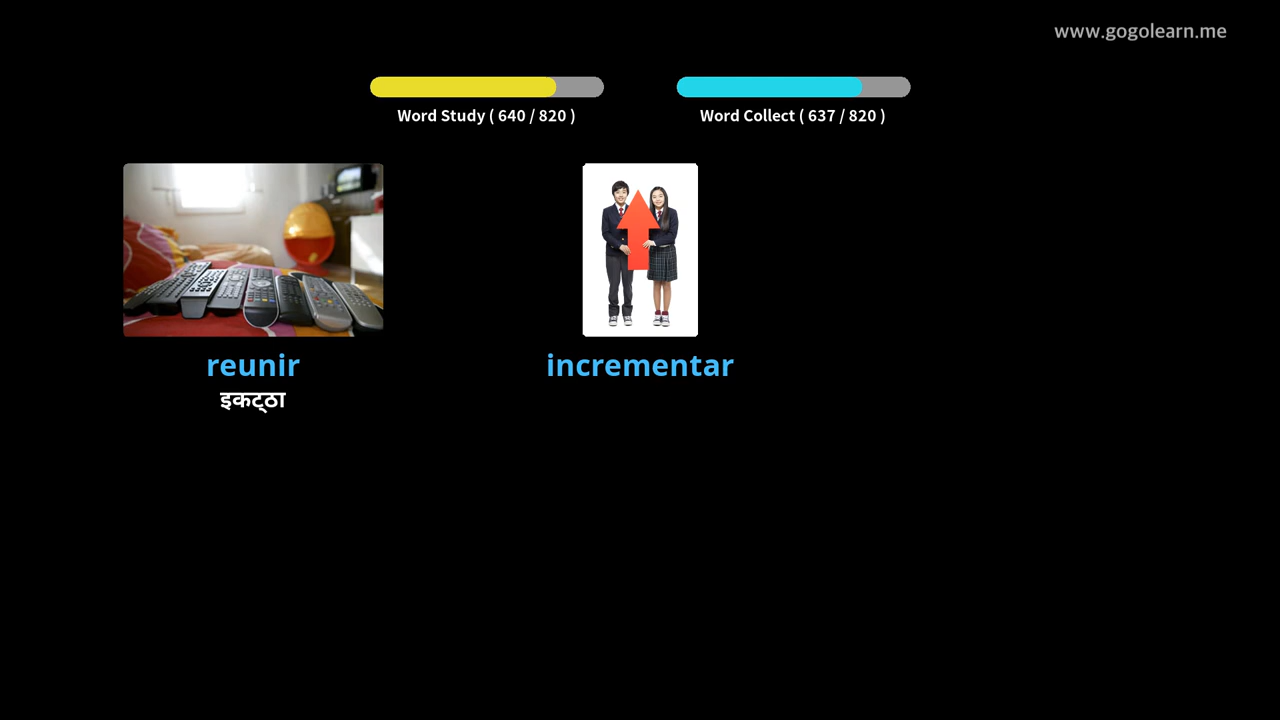 www.gogolearn.me
Word Study ( 640 / 820 )
Word Collect ( 637 / 820 )
reunir
incrementar
इकट्ठा